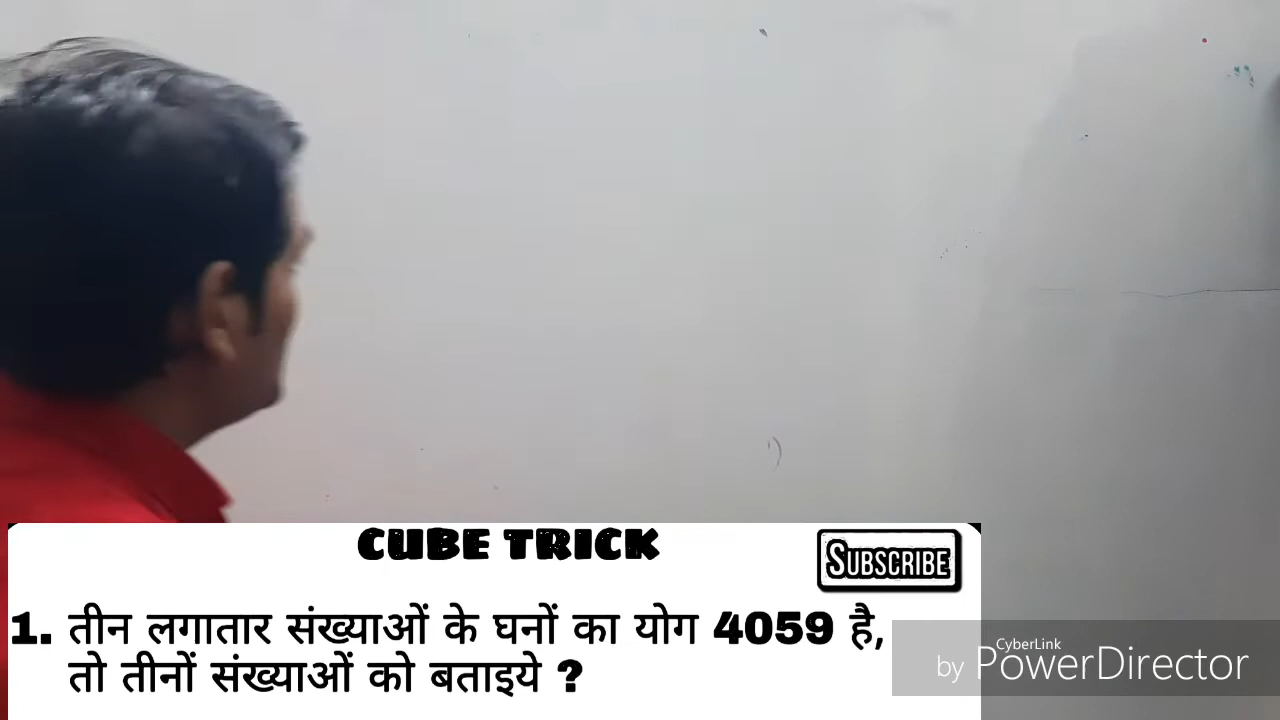 CUBE TRICK
SUBSCRIBE
1. तीन लगातार संख्याओं के घनों का योग 4059 है,
तो तीनों संख्याओं को बताइये ?
CyberLink
by PowerDirector